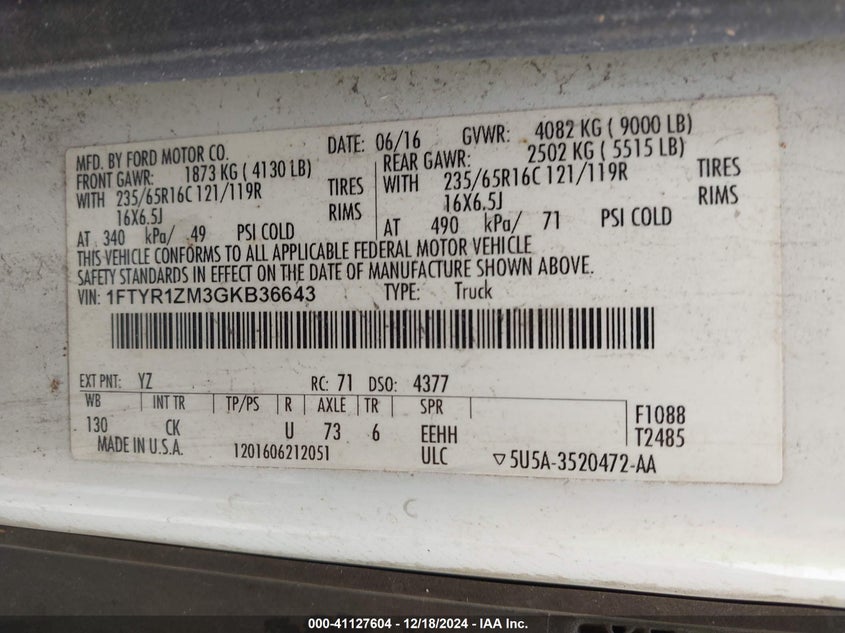 MFD. BY FORD MOTOR CO. DATE: 06/16 GVWR: 4082 KG ( 9000 LB)
FRONT GAWR: 1873 KG ( 4130 LB) REAR GAWR: 2502 KG ( 5515 LB)
WITH 235/65R16C 121/119R TIRES WITH 235/65R16C 121/119R TIRES
16X6.5J RIMS 16X6.5J RIMS
AT 340 kPa/ 49 PSI COLD AT 490 kPa/ 71 PSI COLD
THIS VEHICLE CONFORMS TO ALL APPLICABLE FEDERAL MOTOR VEHICLE
SAFETY STANDARDS IN EFFECT ON THE DATE OF MANUFACTURE SHOWN ABOVE.
VIN: 1FTYR1ZM3GKB36643 TYPE: Truck
EXT PNT: YZ RC: 71 DSO: 4377
WB INT TR TP/PS R AXLE TR SPR F1088
130 CK U 73 6 EEHH T2485
MADE IN U.S.A. 1201606212051 ULC ▽5U5A-3520472-AA
000-41127604 - 12/18/2024 - IAA Inc.